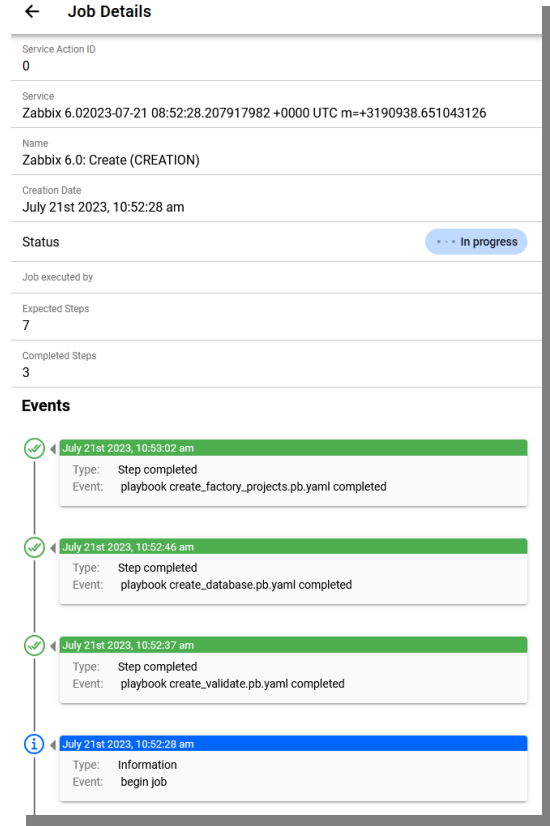 Job Details
Service Action ID
0
Service
Zabbix 6.02023-07-21 08:52:28.207917982 +0000 UTC m=+3190938.651043126
Name
Zabbix 6.0: Create (CREATION)
Creation Date
July 21st 2023, 10:52:28 am
Status
In progress
Job executed by
Expected Steps
7
Completed Steps
3
Events
July 21st 2023, 10:53:02 am
Type: Step completed
Event: playbook create_factory_projects.pb.yaml completed
July 21st 2023, 10:52:46 am
Type: Step completed
Event: playbook create_database.pb.yaml completed
July 21st 2023, 10:52:37 am
Type: Step completed
Event: playbook create_validate.pb.yaml completed
July 21st 2023, 10:52:28 am
Type: Information
Event: begin job